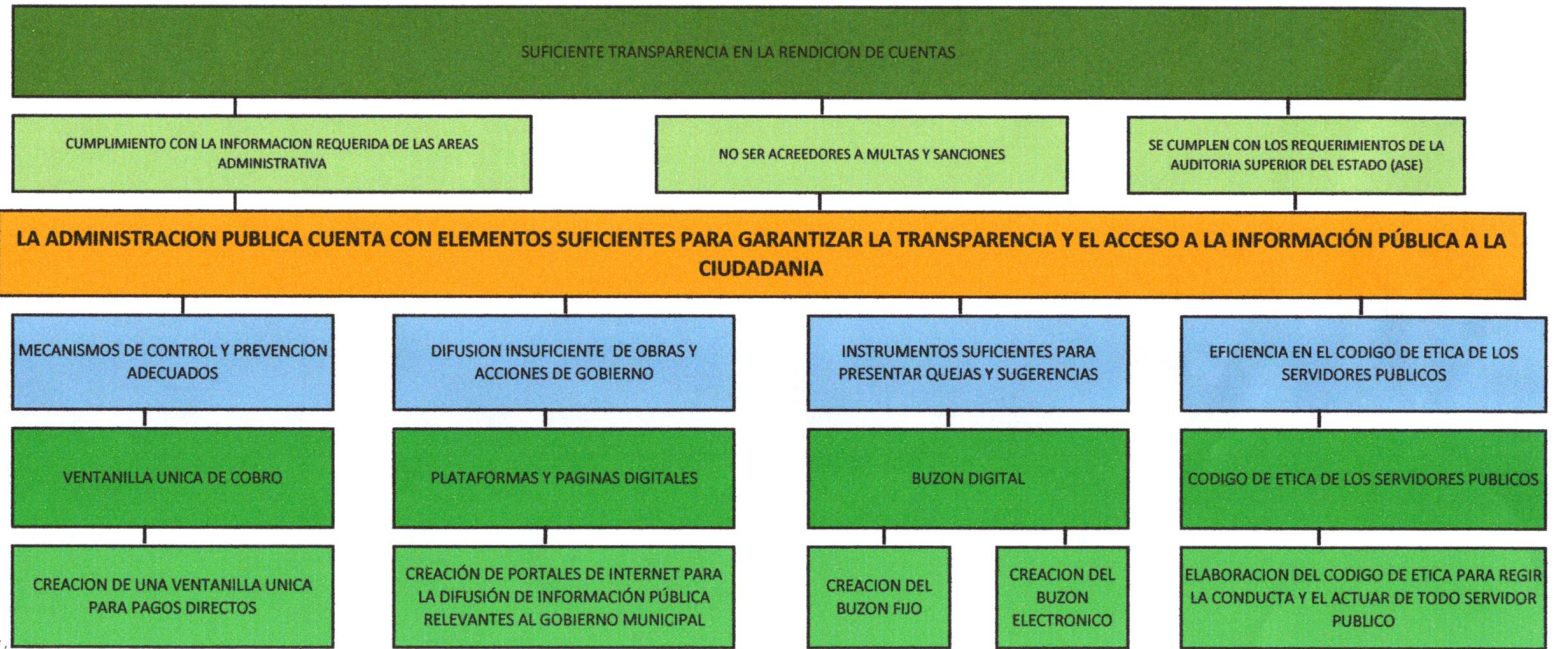 SUFICIENTE TRANSPARENCIA EN LA RENDICION DE CUENTAS
CUMPLIMIENTO CON LA INFORMACION REQUERIDA DE LAS AREAS
ADMINISTRATIVA
NO SER ACREEDORES A MULTAS Y SANCIONES
SE CUMPLEN CON LOS REQUERIMIENTOS DE LA
AUDITORIA SUPERIOR DEL ESTADO (ASE)
LA ADMINISTRACION PUBLICA CUENTA CON ELEMENTOS SUFICIENTES PARA GARANTIZAR LA TRANSPARENCIA Y EL ACCESO A LA INFORMACIÓN PÚBLICA A LA
CIUDADANIA
MECANISMOS DE CONTROL Y PREVENCION
ADECUADOS
DIFUSION INSUFICIENTE DE OBRAS Y
ACCIONES DE GOBIERNO
INSTRUMENTOS SUFICIENTES PARA
PRESENTAR QUEJAS Y SUGERENCIAS
EFICIENCIA EN EL CODIGO DE ETICA DE LOS
SERVIDORES PUBLICOS
VENTANILLA UNICA DE COBRO
PLATAFORMAS Y PAGINAS DIGITALES
BUZON DIGITAL
CODIGO DE ETICA DE LOS SERVIDORES PUBLICOS
CREACION DE UNA VENTANILLA UNICA
PARA PAGOS DIRECTOS
CREACIÓN DE PORTALES DE INTERNET PARA
LA DIFUSIÓN DE INFORMACIÓN PÚBLICA
RELEVANTES AL GOBIERNO MUNICIPAL
CREACION DEL
BUZON FIJO
CREACION DEL
BUZON
ELECTRONICO
ELABORACION DEL CODIGO DE ETICA PARA REGIR
LA CONDUCTA Y EL ACTUAR DE TODO SERVIDOR
PUBLICO